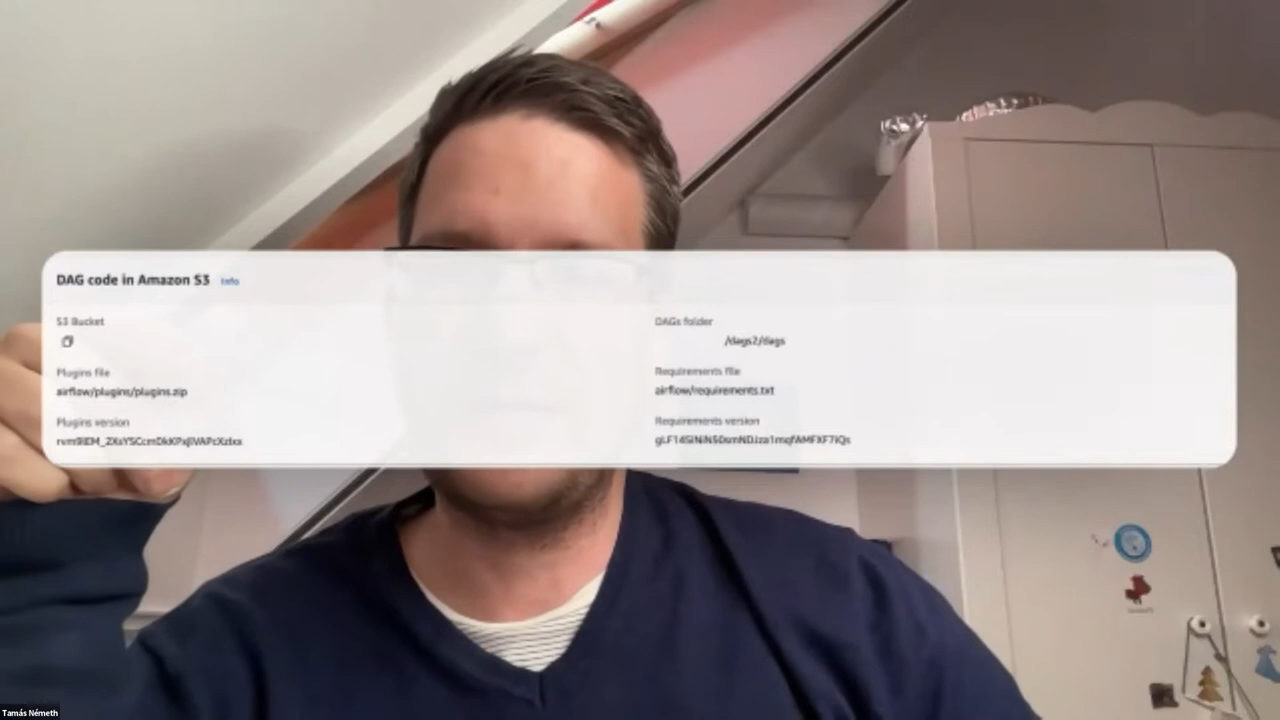 DAG code in Amazon S3 Info
S3 Bucket
DAGs folder
/dags2/dags
Plugins file
airflow/plugins/plugins.zip
Requirements file
airflow/requirements.txt
Plugins version
Requirements version
Tamás Németh